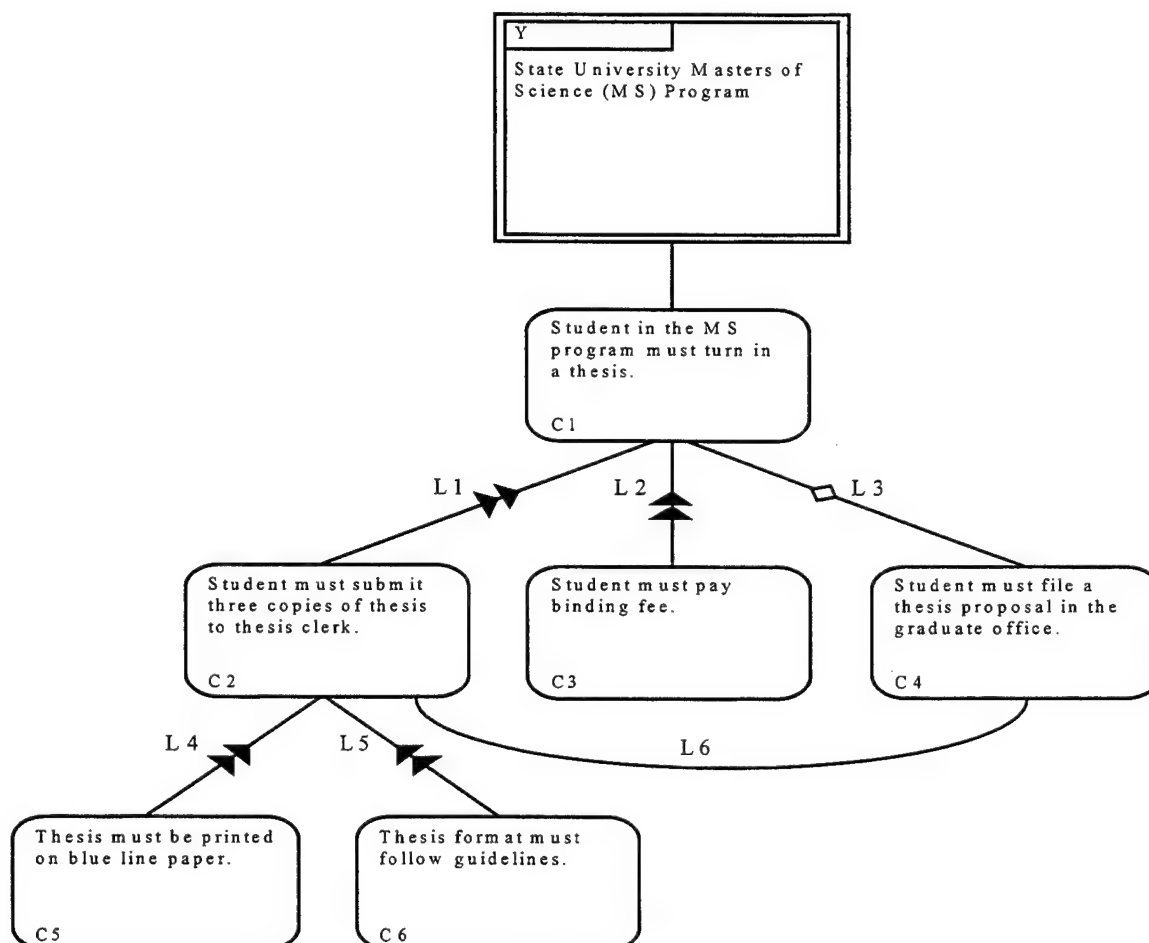 Y
State University Masters of
Science (MS) Program
Student in the MS
program must turn in
a thesis.
C1
L1
L2
L3
Student must submit
three copies of thesis
to thesis clerk.
C2
Student must pay
binding fee.
C3
Student must file a
thesis proposal in the
graduate office.
C4
L4
L5
L6
Thesis must be printed
on blue line paper.
C5
Thesis format must
follow guidelines.
C6